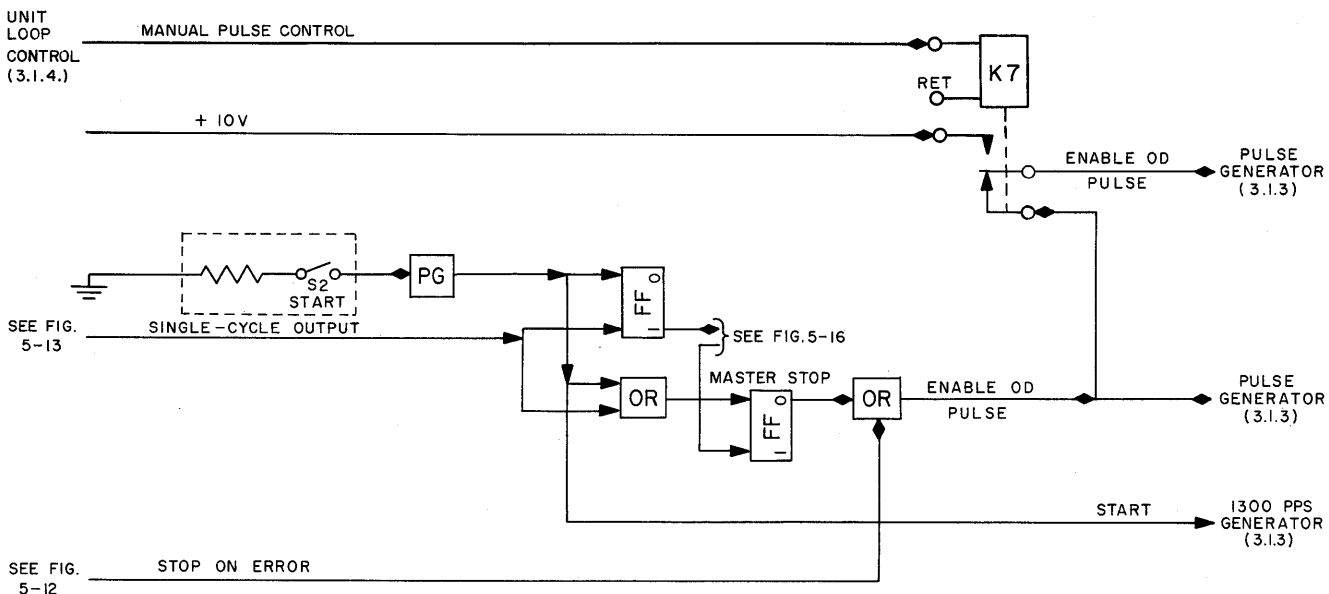 UNIT
LOOP
CONTROL
(3.1.4.)
MANUAL PULSE CONTROL
K7
RET
+ 10V
ENABLE OD
PULSE
PULSE
GENERATOR
(3.1.3)
S2
START
PG
FF
0
1
SEE FIG.
5-13
SINGLE-CYCLE OUTPUT
SEE FIG. 5-16
OR
MASTER STOP
FF
0
1
OR
ENABLE OD
PULSE
PULSE
GENERATOR
(3.1.3)
START
1300 PPS
GENERATOR
(3.1.3)
SEE FIG.
5-12
STOP ON ERROR